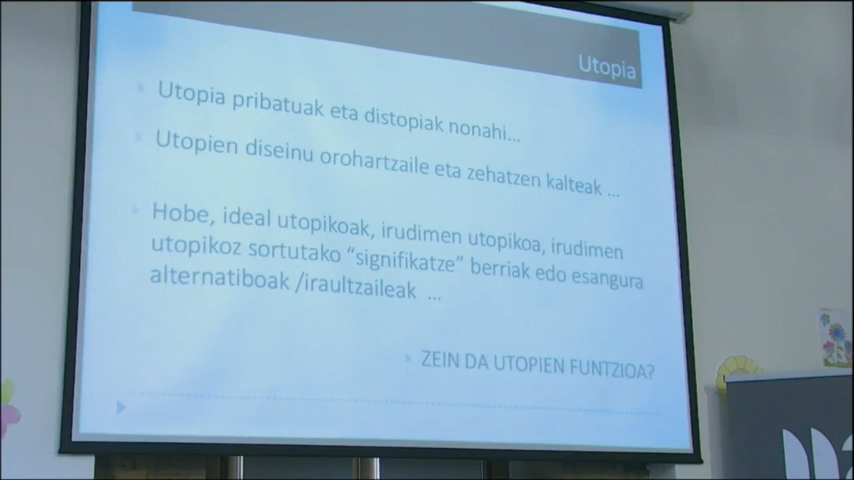 Utopia
Utopia pribatuak eta distopiak nonahi...
Utopien diseinu orohartzaile eta zehatzen kalteak ...
Hobe, ideal utopikoak, irudimen utopikoa, irudimen
utopikoz sortutako “signifikatze” berriak edo esangura
alternatiboak /iraultzaileak ...
ZEIN DA UTOPIEN FUNTZIOA?